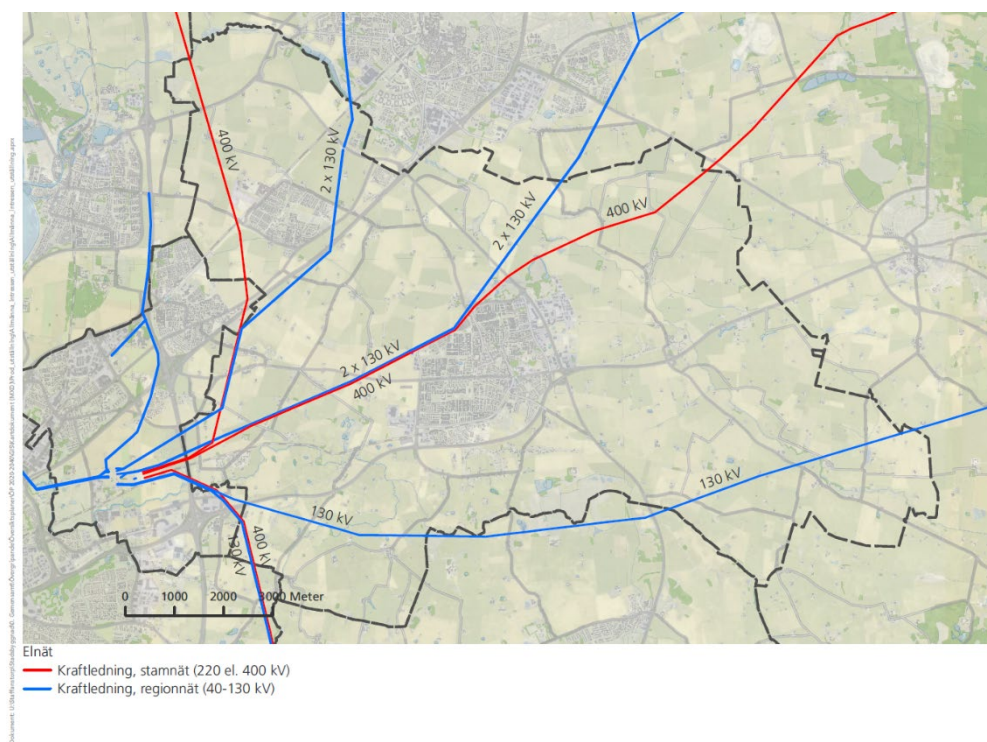 400 kV
2 x 130 kV
2 x 130 kV
400 kV
2 x 130 kV
400 kV
130 kV
130 kV
400 kV
130 kV
0 1000 2000 3000 Meter
Elnät
Kraftledning, stamnät (220 el. 400 kV)
Kraftledning, regionnät (40-130 kV)